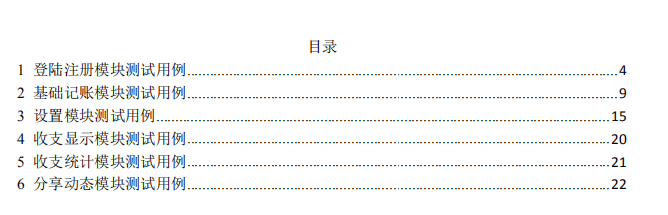 目录
1 登陆注册模块测试用例........................................................................................4
2 基础记账模块测试用例........................................................................................9
3 设置模块测试用例..............................................................................................15
4 收支显示模块测试用例......................................................................................20
5 收支统计模块测试用例......................................................................................21
6 分享动态模块测试用例......................................................................................22